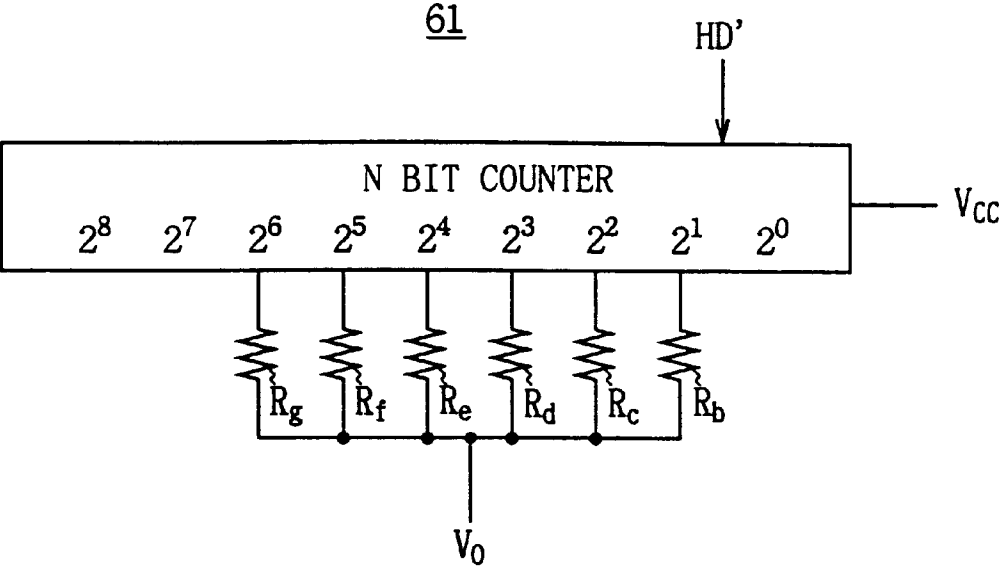 61
HD'
N BIT COUNTER
V_CC
2^8 2^7 2^6 2^5 2^4 2^3 2^2 2^1 2^0
R_g R_f R_e R_d R_c R_b
V_O